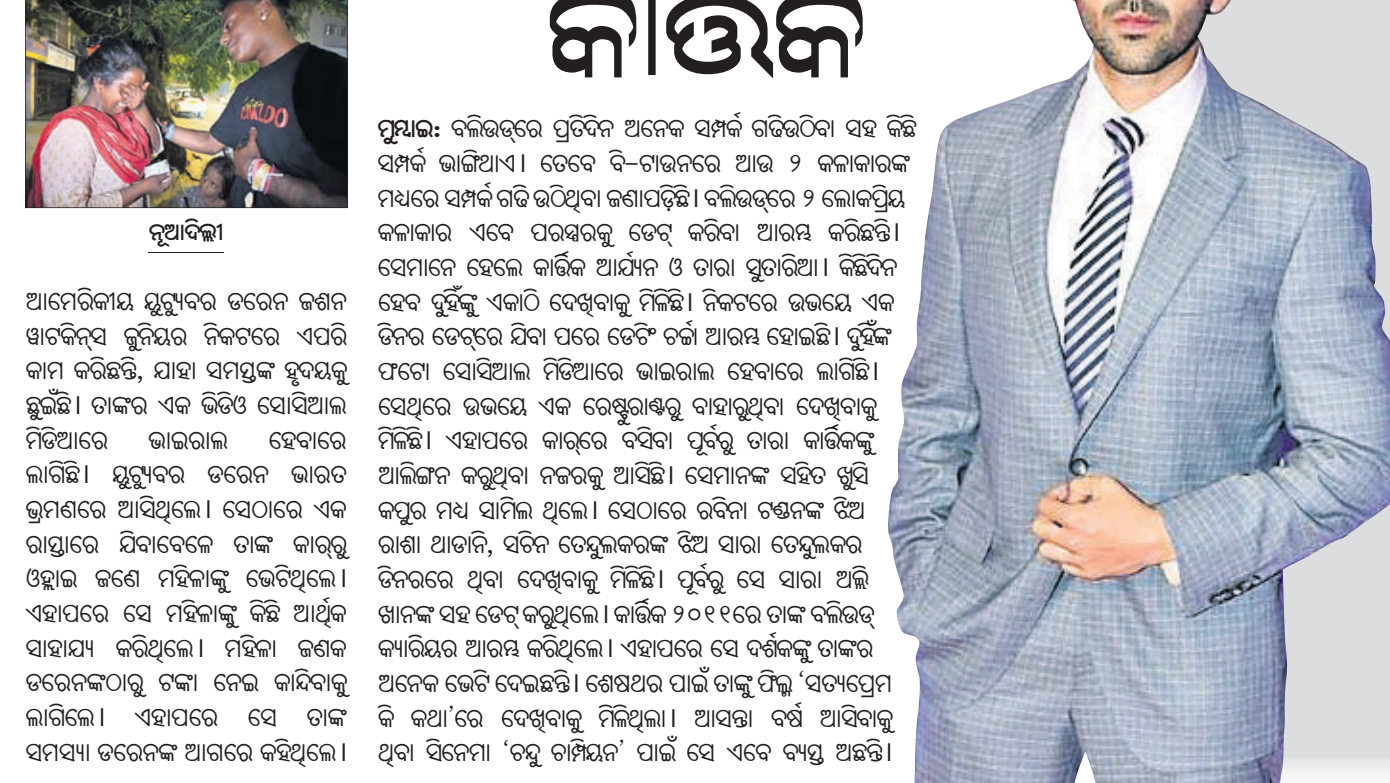 ନୂଆଦିଲ୍ଲୀ
ଆମେରିକୀୟ ୟୁଟ୍ୟୁବର ଡରେନ ଜଶନ
ୱାଟକିନ୍ସ ଜୁନିୟର ନିକଟରେ ଏପରି
କାମ କରିଛନ୍ତି, ଯାହା ସମସ୍ତଙ୍କ ହୃଦୟକୁ
ଛୁଇଁଛି। ତାଙ୍କର ଏକ ଭିଡିଓ ସୋସିଆଲ
ମିଡିଆରେ ଭାଇରାଲ ହେବାରେ
ଲାଗିଛି। ୟୁଟ୍ୟୁବର ଡରେନ ଭାରତ
ଭ୍ରମଣରେ ଆସିଥିଲେ। ସେଠାରେ ଏକ
ରାସ୍ତାରେ ଯିବାବେଳେ ତାଙ୍କ କାର୍‌ରୁ
ଓହ୍ଲାଇ ଜଣେ ମହିଳାଙ୍କୁ ଭେଟିଥିଲେ।
ଏହାପରେ ସେ ମହିଳାଙ୍କୁ କିଛି ଆର୍ଥିକ
ସାହାଯ୍ୟ କରିଥିଲେ। ମହିଳା ଜଣକ
ଡରେନଙ୍କଠାରୁ ଟଙ୍କା ନେଇ କାନ୍ଦିବାକୁ
ଲାଗିଲେ। ଏହାପରେ ସେ ତାଙ୍କ
ସମସ୍ୟା ଡରେନଙ୍କ ଆଗରେ କହିଥିଲେ।
କାର୍ତ୍ତିକ
ମୁମ୍ବାଇ: ବଲିଉଡ୍‌ରେ ପ୍ରତିଦିନ ଅନେକ ସମ୍ପର୍କ ଗଢିଉଠିବା ସହ କିଛି
ସମ୍ପର୍କ ଭାଙ୍ଗିଥାଏ। ତେବେ ବି-ଟାଉନରେ ଆଉ ୨ କଳାକାରଙ୍କ
ମଧ୍ୟରେ ସମ୍ପର୍କ ଗଢି ଉଠିଥିବା ଜଣାପଡ଼ିଛି। ବଲିଉଡ୍‌ରେ ୨ ଲୋକପ୍ରିୟ
କଳାକାର ଏବେ ପରସ୍ପରକୁ ଡେଟ୍ କରିବା ଆରମ୍ଭ କରିଛନ୍ତି।
ସେମାନେ ହେଲେ କାର୍ତ୍ତିକ ଆର୍ଯ୍ୟନ ଓ ତାରା ସୁତାରିଆ। କିଛିଦିନ
ହେବ ଦୁହିଁଙ୍କୁ ଏକାଠି ଦେଖିବାକୁ ମିଳିଛି। ନିକଟରେ ଉଭୟେ ଏକ
ଡିନର ଡେଟ୍‌ରେ ଯିବା ପରେ ଡେଟିଂ ଚର୍ଚ୍ଚା ଆରମ୍ଭ ହୋଇଛି। ଦୁହିଁଙ୍କ
ଫଟୋ ସୋସିଆଲ ମିଡିଆରେ ଭାଇରାଲ ହେବାରେ ଲାଗିଛି।
ସେଥିରେ ଉଭୟେ ଏକ ରେଷ୍ଟୁରାଣ୍ଟରୁ ବାହାରୁଥିବା ଦେଖିବାକୁ
ମିଳିଛି। ଏହାପରେ କାର୍‌ରେ ବସିବା ପୂର୍ବରୁ ତାରା କାର୍ତ୍ତିକଙ୍କୁ
ଆଲିଙ୍ଗନ କରୁଥିବା ନଜରକୁ ଆସିଛି। ସେମାନଙ୍କ ସହିତ ଖୁସି
କପୁର ମଧ୍ୟ ସାମିଲ ଥିଲେ। ସେଠାରେ ରବିନା ଟଣ୍ଡନଙ୍କ ଝିଅ
ରାଶା ଥାଡାନି, ସଚିନ ତେନ୍ଦୁଲକରଙ୍କ ଝିଅ ସାରା ତେନ୍ଦୁଲକର
ଡିନରରେ ଥିବା ଦେଖିବାକୁ ମିଳିଛି। ପୂର୍ବରୁ ସେ ସାରା ଅଲ୍ଲି
ଖାନଙ୍କ ସହ ଡେଟ୍ କରୁଥିଲେ। କାର୍ତ୍ତିକ ୨୦୧୧ରେ ତାଙ୍କ ବଲିଉଡ୍
କ୍ୟାରିୟର ଆରମ୍ଭ କରିଥିଲେ। ଏହାପରେ ସେ ଦର୍ଶକଙ୍କୁ ତାଙ୍କର
ଅନେକ ଭେଟି ଦେଇଛନ୍ତି। ଶେଷଥର ପାଇଁ ତାଙ୍କୁ ଫିଲ୍ମ ‘ସତ୍ୟପ୍ରେମ
କି କଥା’ରେ ଦେଖିବାକୁ ମିଳିଥିଲା। ଆସନ୍ତା ବର୍ଷ ଆସିବାକୁ
ଥିବା ସିନେମା ‘ଚନ୍ଦୁ ଚାମ୍ପିୟନ’ ପାଇଁ ସେ ଏବେ ବ୍ୟସ୍ତ ଅଛନ୍ତି।